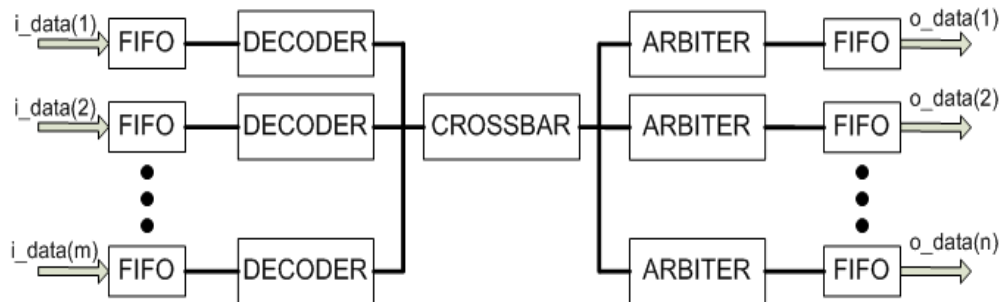 i_data(1) FIFO DECODER ARBITER FIFO o_data(1)
i_data(2) FIFO DECODER CROSSBAR ARBITER FIFO o_data(2)
i_data(m) FIFO DECODER ARBITER FIFO o_data(n)